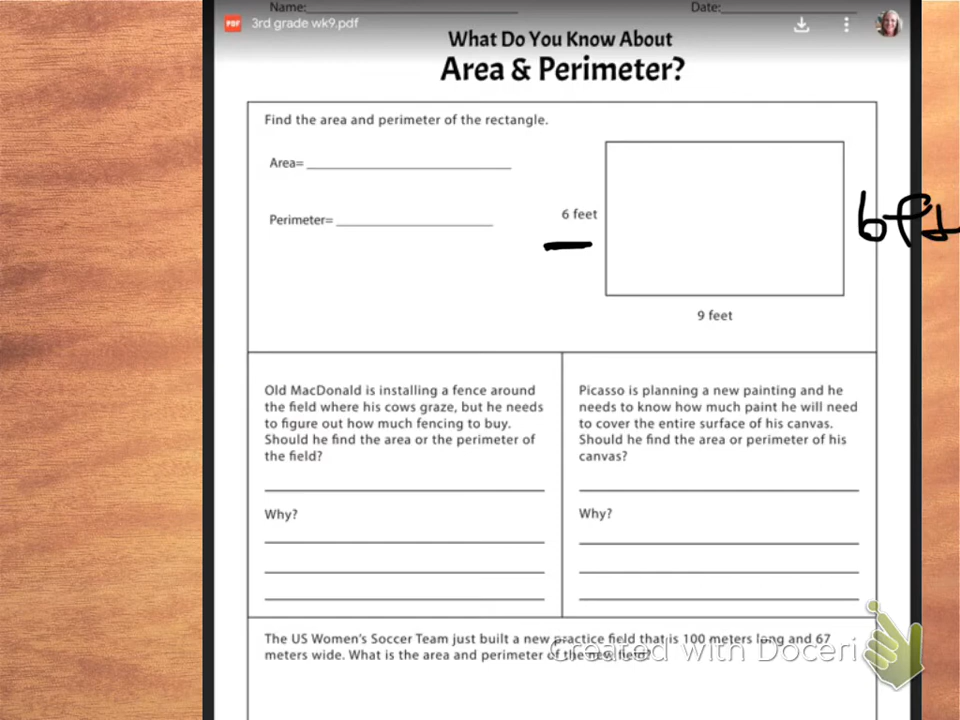 Name:
Date:
PDF 3rd grade wk9.pdf
What Do You Know About
Area & Perimeter?
Find the area and perimeter of the rectangle.
Area=
Perimeter=
6 feet
6ft
9 feet
Old MacDonald is installing a fence around
the field where his cows graze, but he needs
to figure out how much fencing to buy.
Should he find the area or the perimeter of
the field?
Why?
Picasso is planning a new painting and he
needs to know how much paint he will need
to cover the entire surface of his canvas.
Should he find the area or perimeter of his
canvas?
Why?
The US Women's Soccer Team just built a new practice field that is 100 meters long and 67
meters wide. What is the area and perimeter of the new field?
Created with Doceri